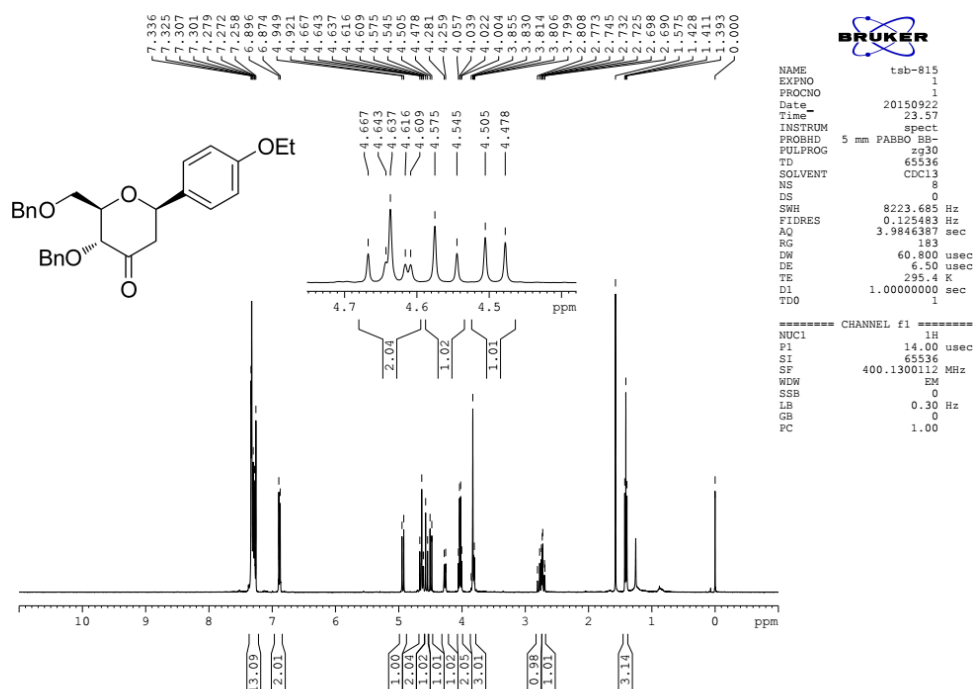 7.336
7.325
7.307
7.301
7.279
7.272
7.258
6.896
6.874
4.949
4.921
4.667
4.643
4.637
4.616
4.609
4.575
4.545
4.505
4.478
4.281
4.259
4.057
4.039
4.022
4.004
3.855
3.830
3.814
3.806
3.799
2.808
2.773
2.745
2.732
2.725
2.698
2.690
1.575
1.428
1.411
1.393
0.000
BRUKER
NAME tsb-815
EXPNO 1
PROCNO 1
Date_ 20150922
Time 23.57
INSTRUM spect
PROBHD 5 mm PABBO BB-
PULPROG zg30
TD 65536
SOLVENT CDCl3
NS 8
DS 0
SWH 8223.685 Hz
FIDRES 0.125483 Hz
AQ 3.9846387 sec
RG 183
DW 60.800 usec
DE 6.50 usec
TE 295.4 K
D1 1.00000000 sec
TD0 1
======== CHANNEL f1 ========
NUC1 1H
P1 14.00 usec
SI 65536
SF 400.1300112 MHz
WDW EM
SSB 0
LB 0.30 Hz
GB 0
PC 1.00
OEt
O
BnO
BnO
O
4.667
4.643
4.637
4.616
4.609
4.575
4.545
4.505
4.478
4.7 4.6 4.5 ppm
2.04 1.02 1.01
10 9 8 7 6 5 4 3 2 1 0 ppm
13.09 2.01 1.00 2.04 1.02 1.01 1.02 2.05 3.01 0.98 1.01 3.14